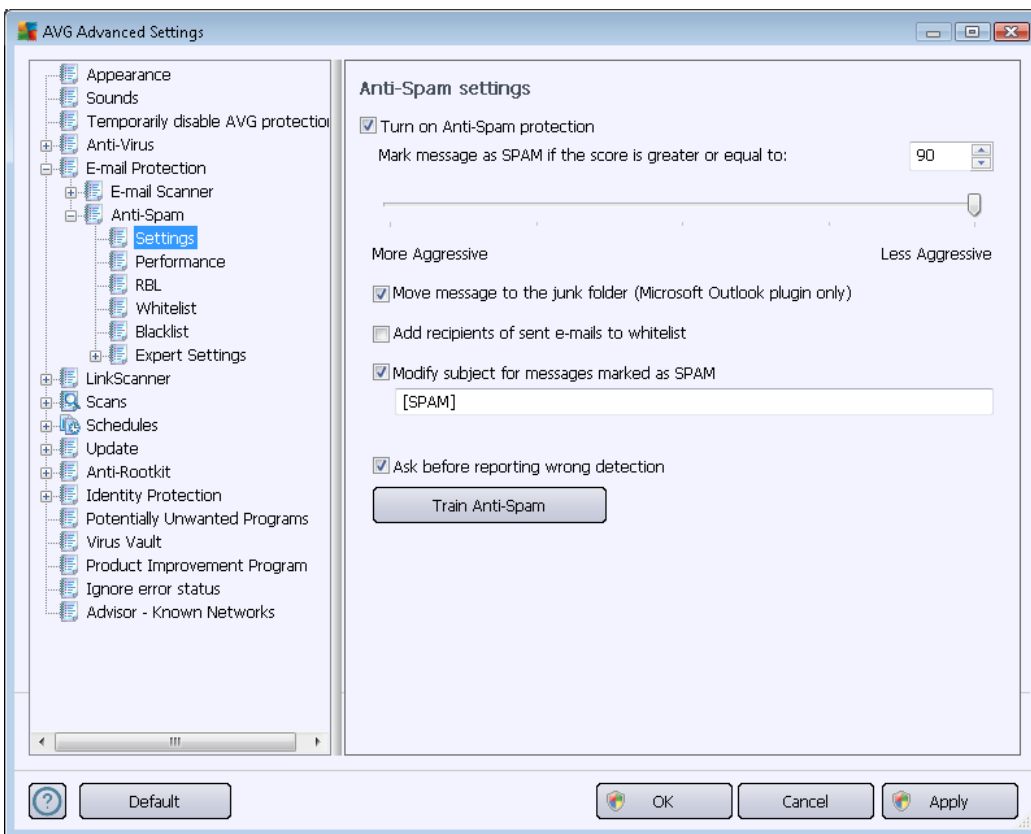 AVG Advanced Settings
Appearance
Sounds
Temporarily disable AVG protection
Anti-Virus
E-mail Protection
E-mail Scanner
Anti-Spam
Settings
Performance
RBL
Whitelist
Blacklist
Expert Settings
LinkScanner
Scans
Schedules
Update
Anti-Rootkit
Identity Protection
Potentially Unwanted Programs
Virus Vault
Product Improvement Program
Ignore error status
Advisor - Known Networks
Anti-Spam settings
Turn on Anti-Spam protection
Mark message as SPAM if the score is greater or equal to: 90
More Aggressive Less Aggressive
Move message to the junk folder (Microsoft Outlook plugin only)
Add recipients of sent e-mails to whitelist
Modify subject for messages marked as SPAM
[SPAM]
Ask before reporting wrong detection
Train Anti-Spam
? Default OK Cancel Apply